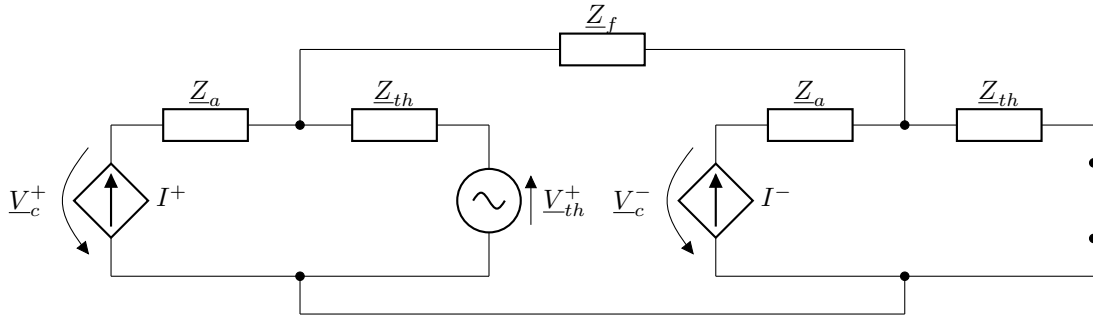 Z_f
Z_a
Z_th
Z_a
Z_th
V_c^+
I^+
V_th^+
V_c^-
I^-